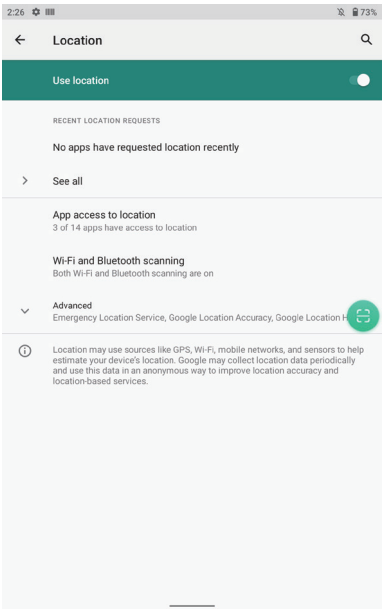 2:26 73%
Location
Use location
RECENT LOCATION REQUESTS
No apps have requested location recently
See all
App access to location
3 of 14 apps have access to location
Wi-Fi and Bluetooth scanning
Both Wi-Fi and Bluetooth scanning are on
Advanced
Emergency Location Service, Google Location Accuracy, Google Location H
Location may use sources like GPS, Wi-Fi, mobile networks, and sensors to help
estimate your device's location. Google may collect location data periodically
and use this data in an anonymous way to improve location accuracy and
location-based services.